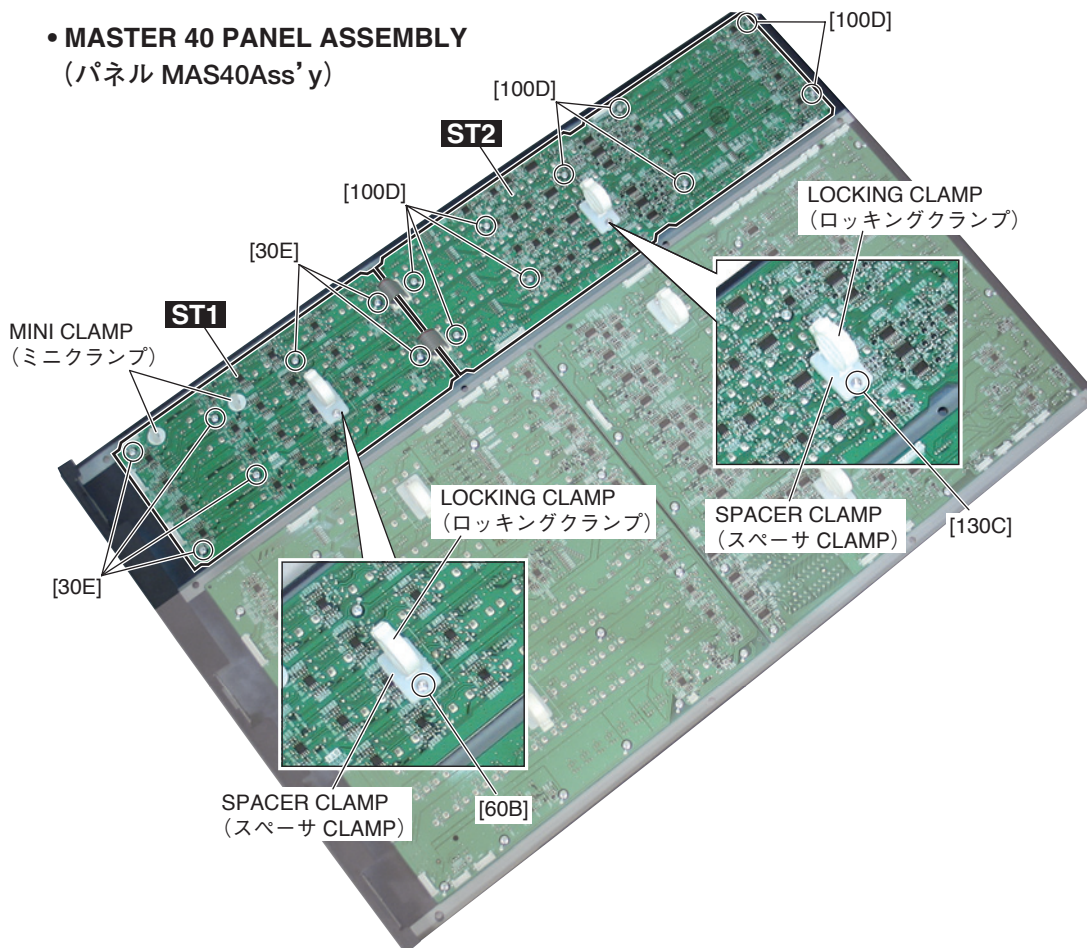 • MASTER 40 PANEL ASSEMBLY
（パネル MAS40Ass’y）
[100D]
[100D]
ST2
[100D]
LOCKING CLAMP
（ロッキングクランプ）
[30E]
ST1
MINI CLAMP
（ミニクランプ）
LOCKING CLAMP
（ロッキングクランプ）
SPACER CLAMP
（スペーサ CLAMP）
[130C]
[30E]
SPACER CLAMP
（スペーサ CLAMP）
[60B]